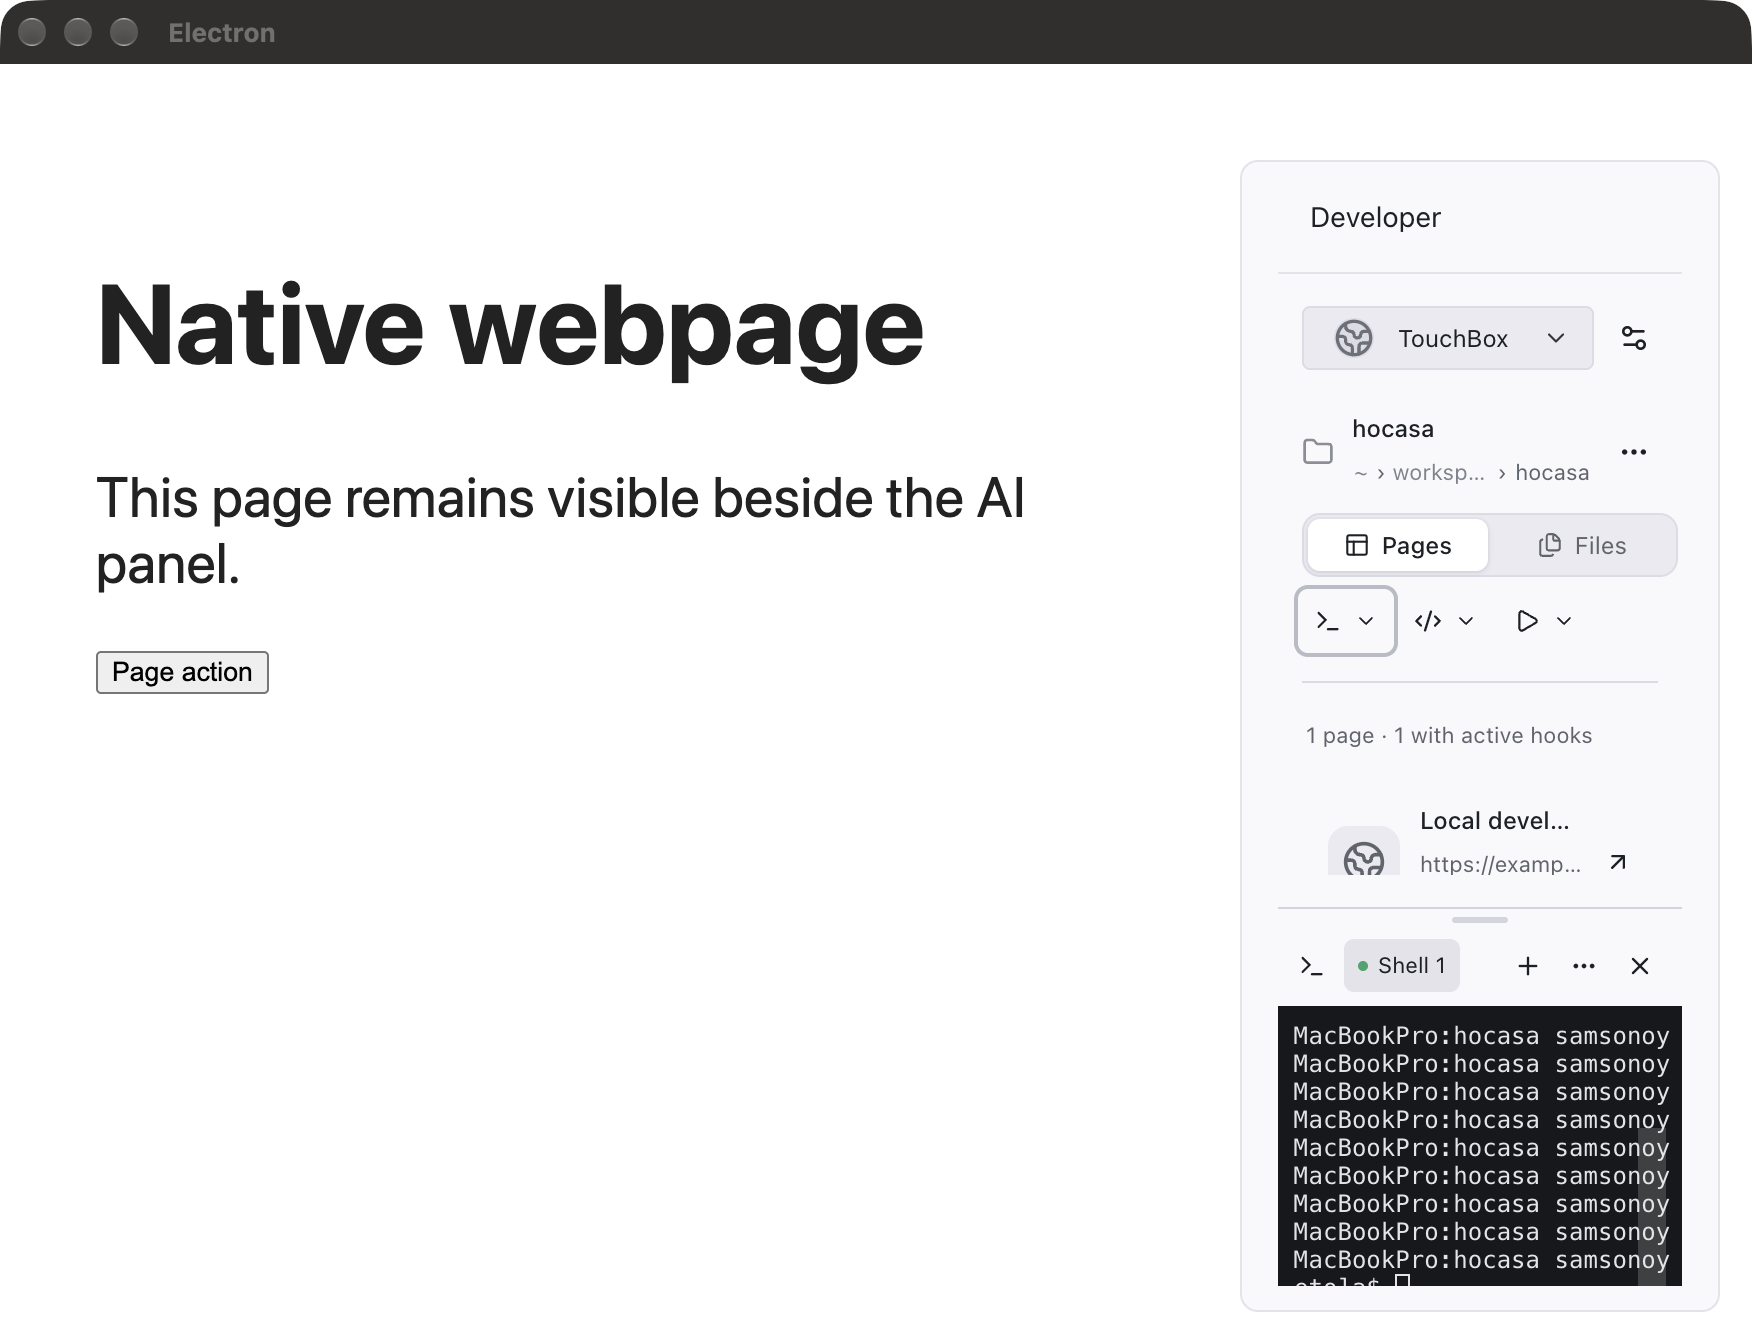 Electron
Native webpage
This page remains visible beside the AI
panel.
Page action
Developer
TouchBox
hocasa
~ › worksp... › hocasa
Pages
Files
1 page · 1 with active hooks
Local devel...
https://examp...
Shell 1
MacBookPro:hocasa samsonoy
MacBookPro:hocasa samsonoy
MacBookPro:hocasa samsonoy
MacBookPro:hocasa samsonoy
MacBookPro:hocasa samsonoy
MacBookPro:hocasa samsonoy
MacBookPro:hocasa samsonoy
MacBookPro:hocasa samsonoy
MacBookPro:hocasa samsonoy